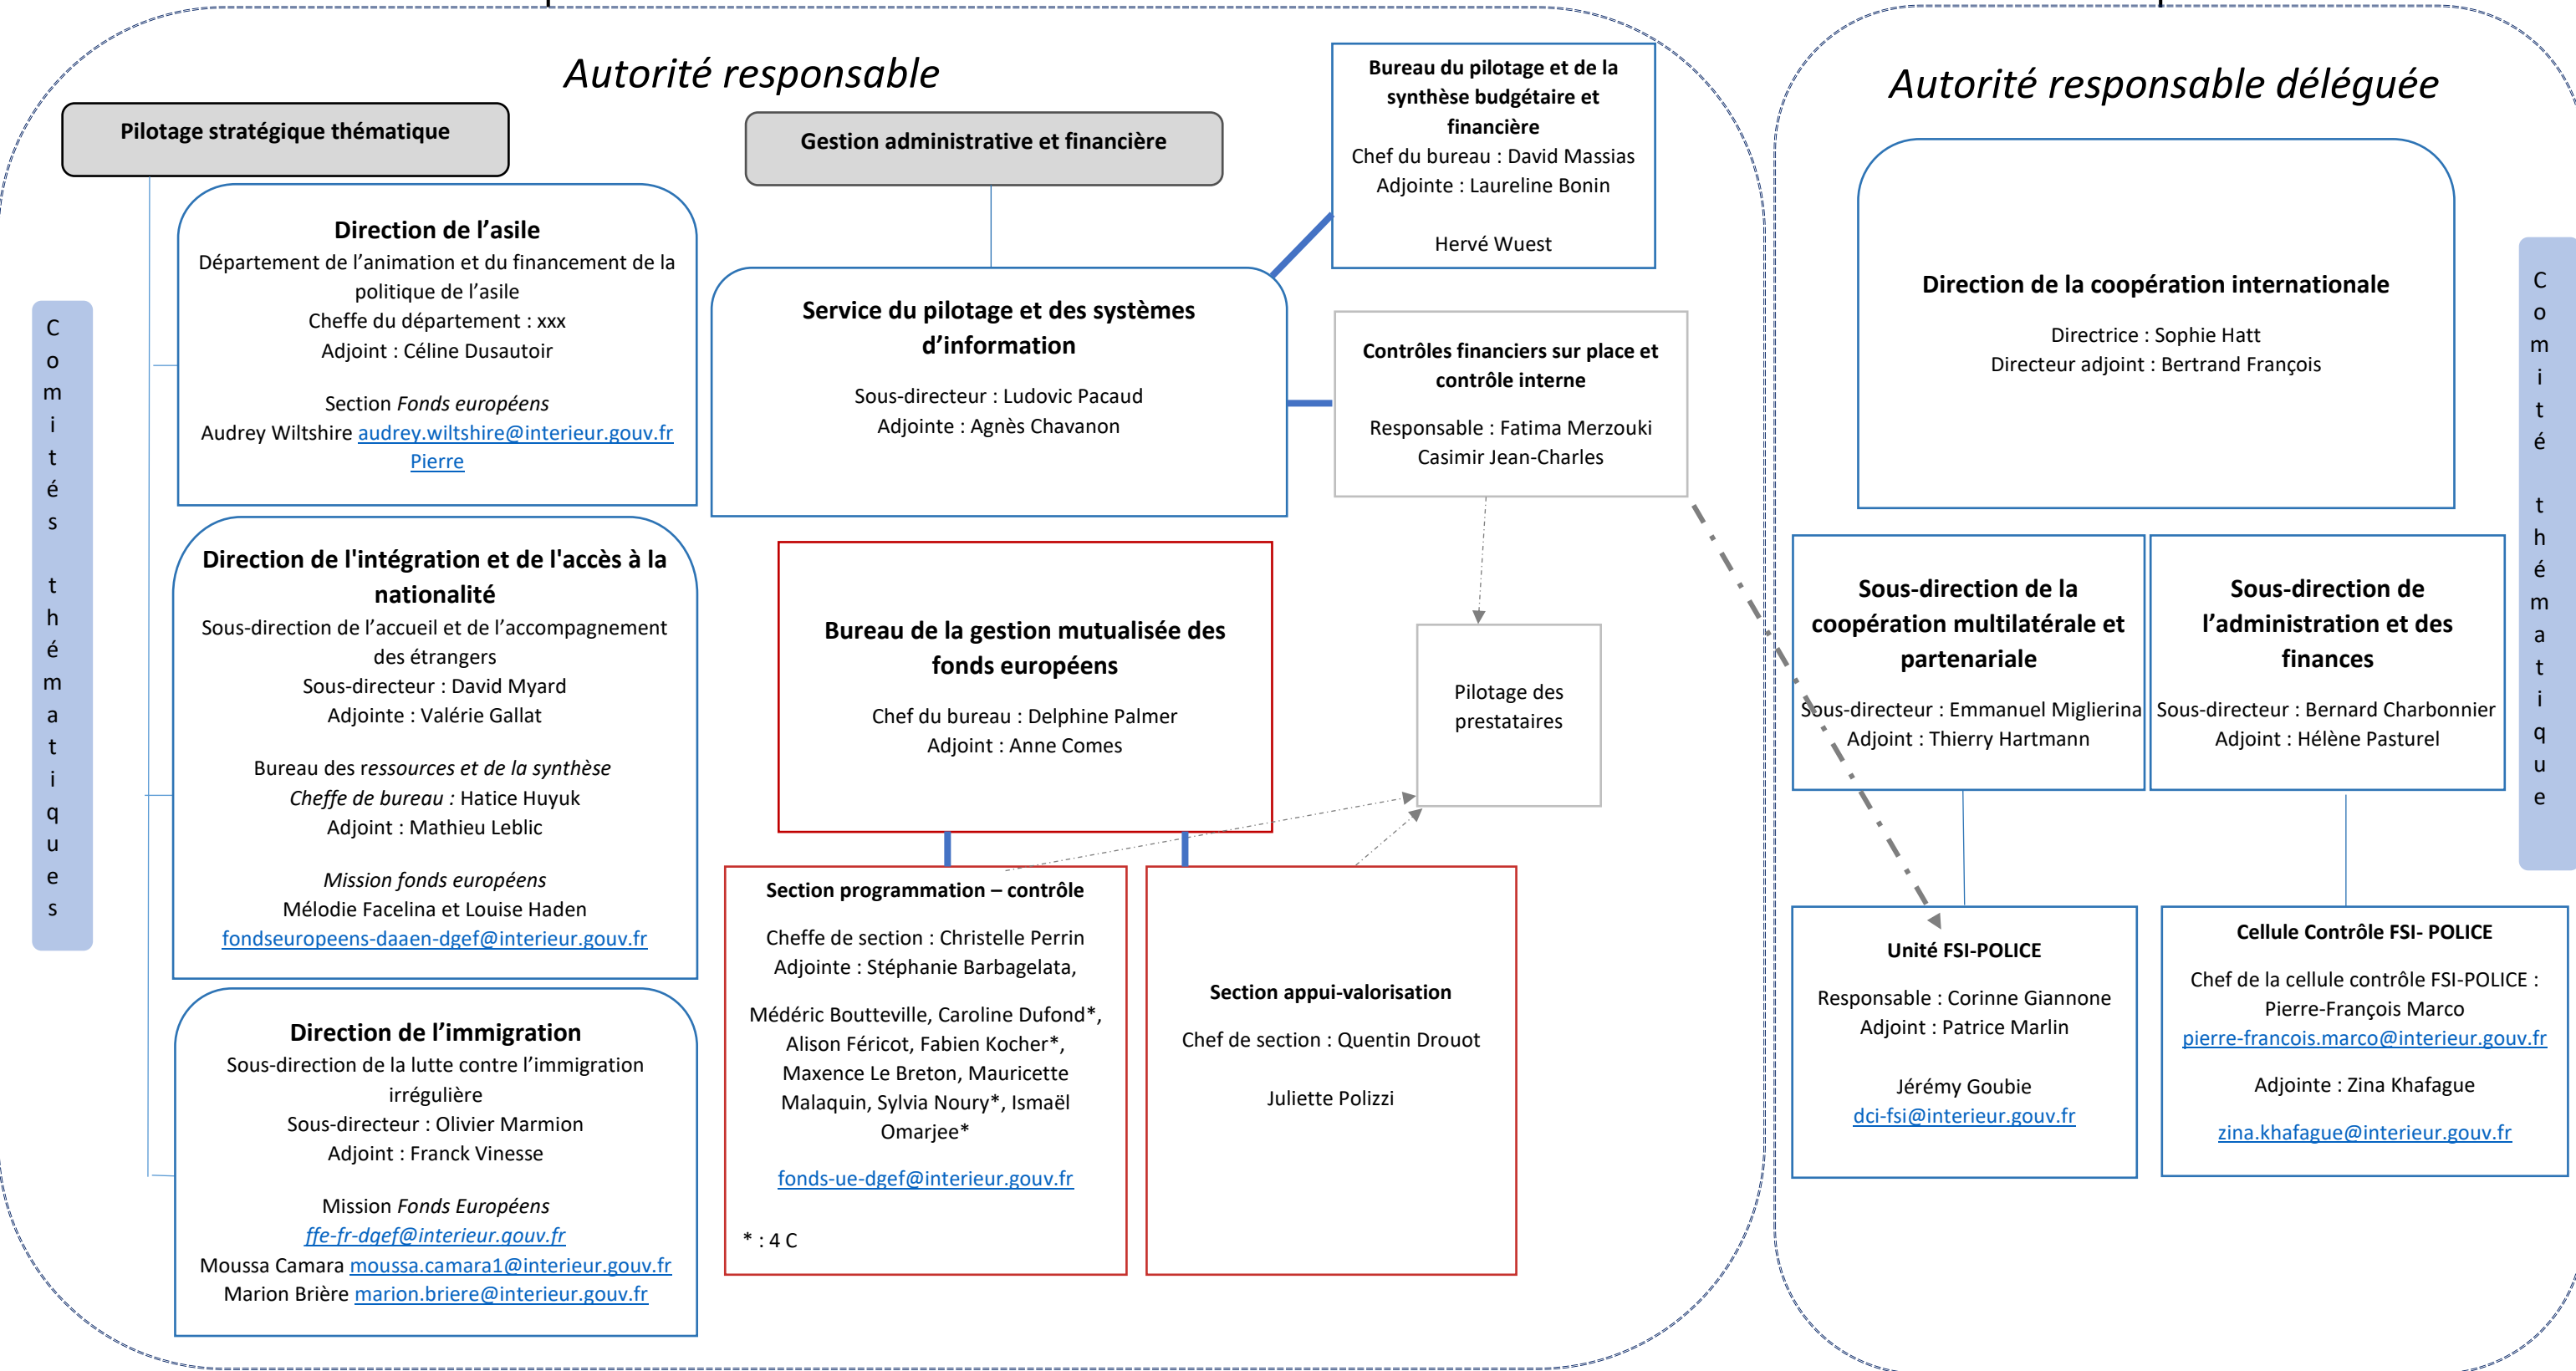 Autorité responsable
Pilotage stratégique thématique
Comités thématiques
Direction de l’asile
Département de l’animation et du financement de la
politique de l’asile
Cheffe du département : xxx
Adjoint : Céline Dusautoir
Section Fonds européens
Audrey Wiltshire audrey.wiltshire@interieur.gouv.fr
Pierre
Direction de l'intégration et de l'accès à la
nationalité
Sous-direction de l’accueil et de l’accompagnement
des étrangers
Sous-directeur : David Myard
Adjointe : Valérie Gallat
Bureau des ressources et de la synthèse
Cheffe de bureau : Hatice Huyuk
Adjoint : Mathieu Leblic
Mission fonds européens
Mélodie Facelina et Louise Haden
fondseuropeens-daaen-dgef@interieur.gouv.fr
Direction de l’immigration
Sous-direction de la lutte contre l’immigration
irrégulière
Sous-directeur : Olivier Marmion
Adjoint : Franck Vinesse
Mission Fonds Européens
ffe-fr-dgef@interieur.gouv.fr
Moussa Camara moussa.camara1@interieur.gouv.fr
Marion Brière marion.briere@interieur.gouv.fr
Gestion administrative et financière
Service du pilotage et des systèmes
d’information
Sous-directeur : Ludovic Pacaud
Adjointe : Agnès Chavanon
Bureau du pilotage et de la
synthèse budgétaire et
financière
Chef du bureau : David Massias
Adjointe : Laureline Bonin
Hervé Wuest
Contrôles financiers sur place et
contrôle interne
Responsable : Fatima Merzouki
Casimir Jean-Charles
Bureau de la gestion mutualisée des
fonds européens
Chef du bureau : Delphine Palmer
Adjoint : Anne Comes
Pilotage des
prestataires
Section programmation – contrôle
Cheffe de section : Christelle Perrin
Adjointe : Stéphanie Barbagelata,
Médéric Boutteville, Caroline Dufond*,
Alison Féricot, Fabien Kocher*,
Maxence Le Breton, Mauricette
Malaquin, Sylvia Noury*, Ismaël
Omarjee*
fonds-ue-dgef@interieur.gouv.fr
* : 4 C
Section appui-valorisation
Chef de section : Quentin Drouot
Juliette Polizzi
Autorité responsable déléguée
Direction de la coopération internationale
Directrice : Sophie Hatt
Directeur adjoint : Bertrand François
Comité thématique
Sous-direction de la
coopération multilatérale et
partenariale
Sous-directeur : Emmanuel Miglierina
Adjoint : Thierry Hartmann
Sous-direction de
l’administration et des
finances
Sous-directeur : Bernard Charbonnier
Adjoint : Hélène Pasturel
Unité FSI-POLICE
Responsable : Corinne Giannone
Adjoint : Patrice Marlin
Jérémy Goubie
dci-fsi@interieur.gouv.fr
Cellule Contrôle FSI- POLICE
Chef de la cellule contrôle FSI-POLICE :
Pierre-François Marco
pierre-francois.marco@interieur.gouv.fr
Adjointe : Zina Khafague
zina.khafague@interieur.gouv.fr